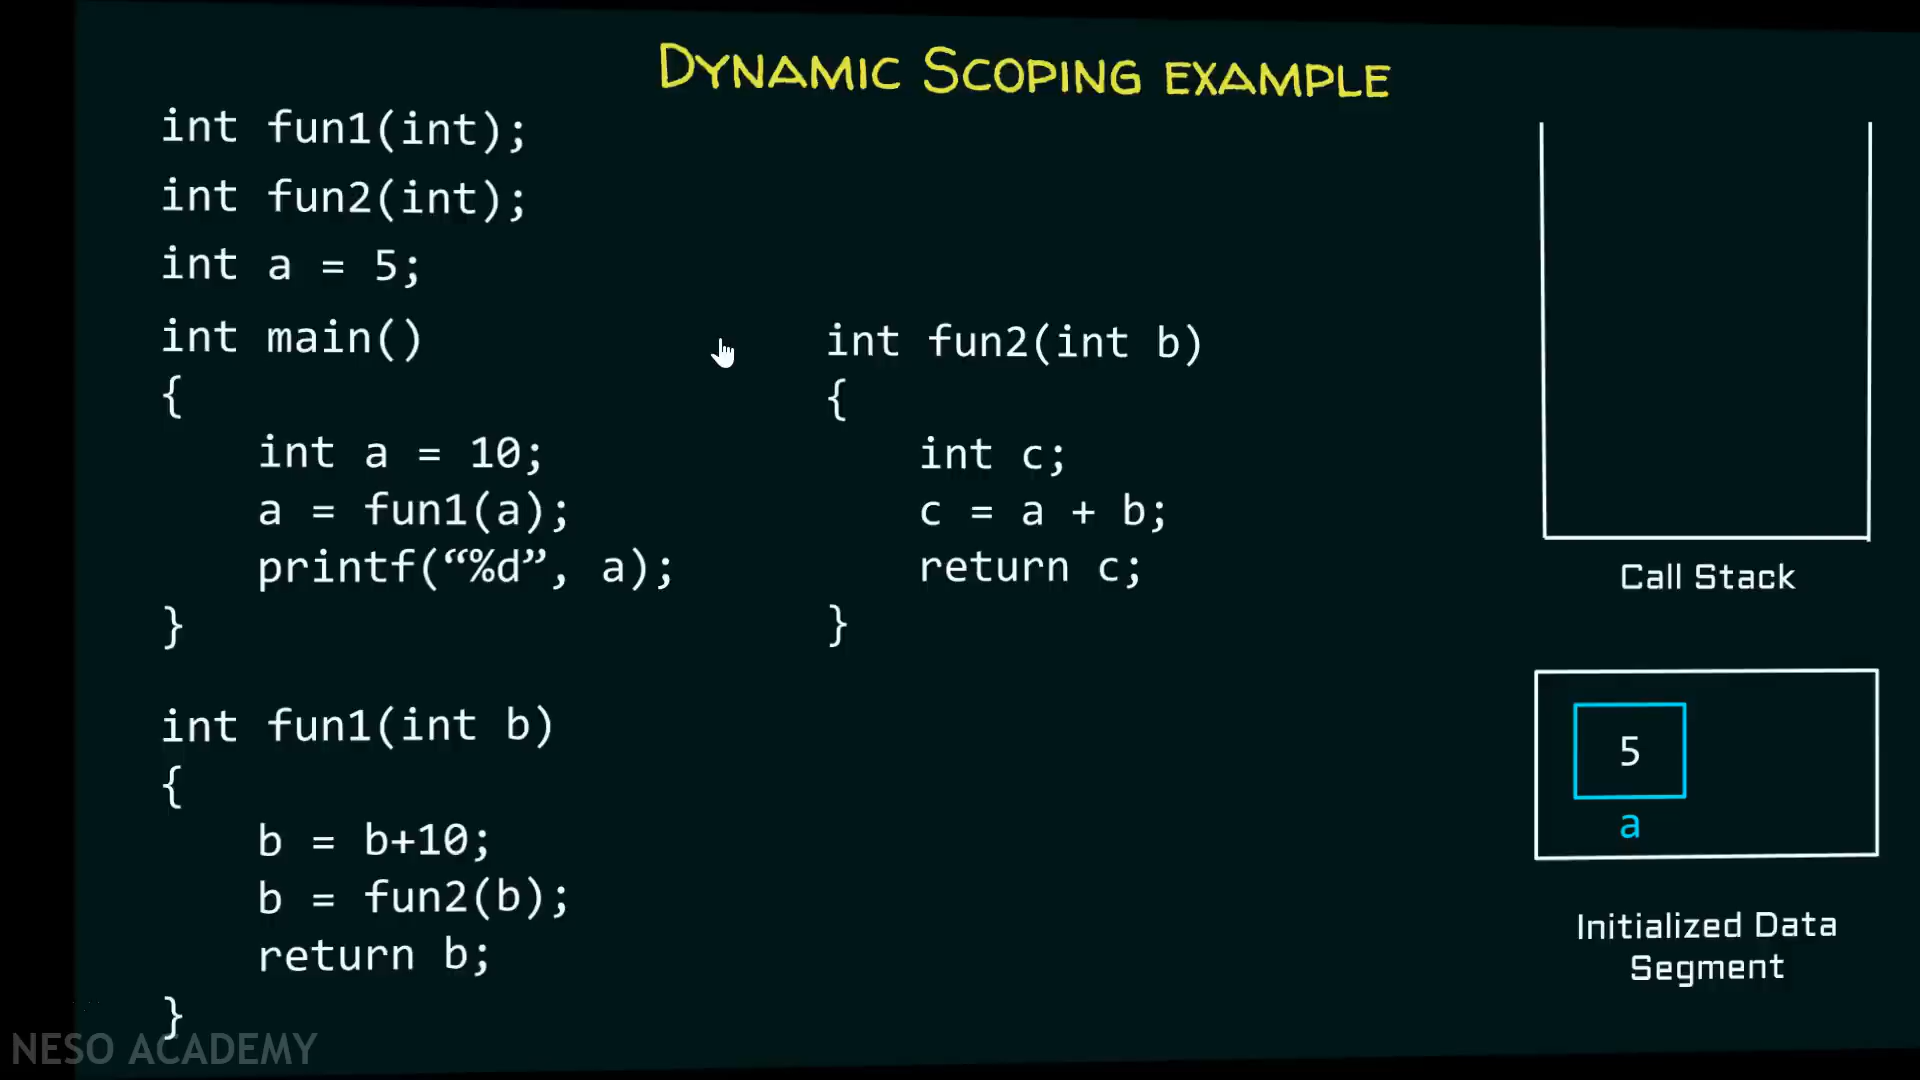 DYNAMIC SCOPING EXAMPLE
int fun1(int);
int fun2(int);
int a = 5;
int main()
{
int a = 10;
a = fun1(a);
printf(“%d”, a);
}
int fun1(int b)
{
b = b+10;
b = fun2(b);
return b;
}
int fun2(int b)
{
int c;
c = a + b;
return c;
}
Call Stack
5
a
Initialized Data
Segment
NESO ACADEMY